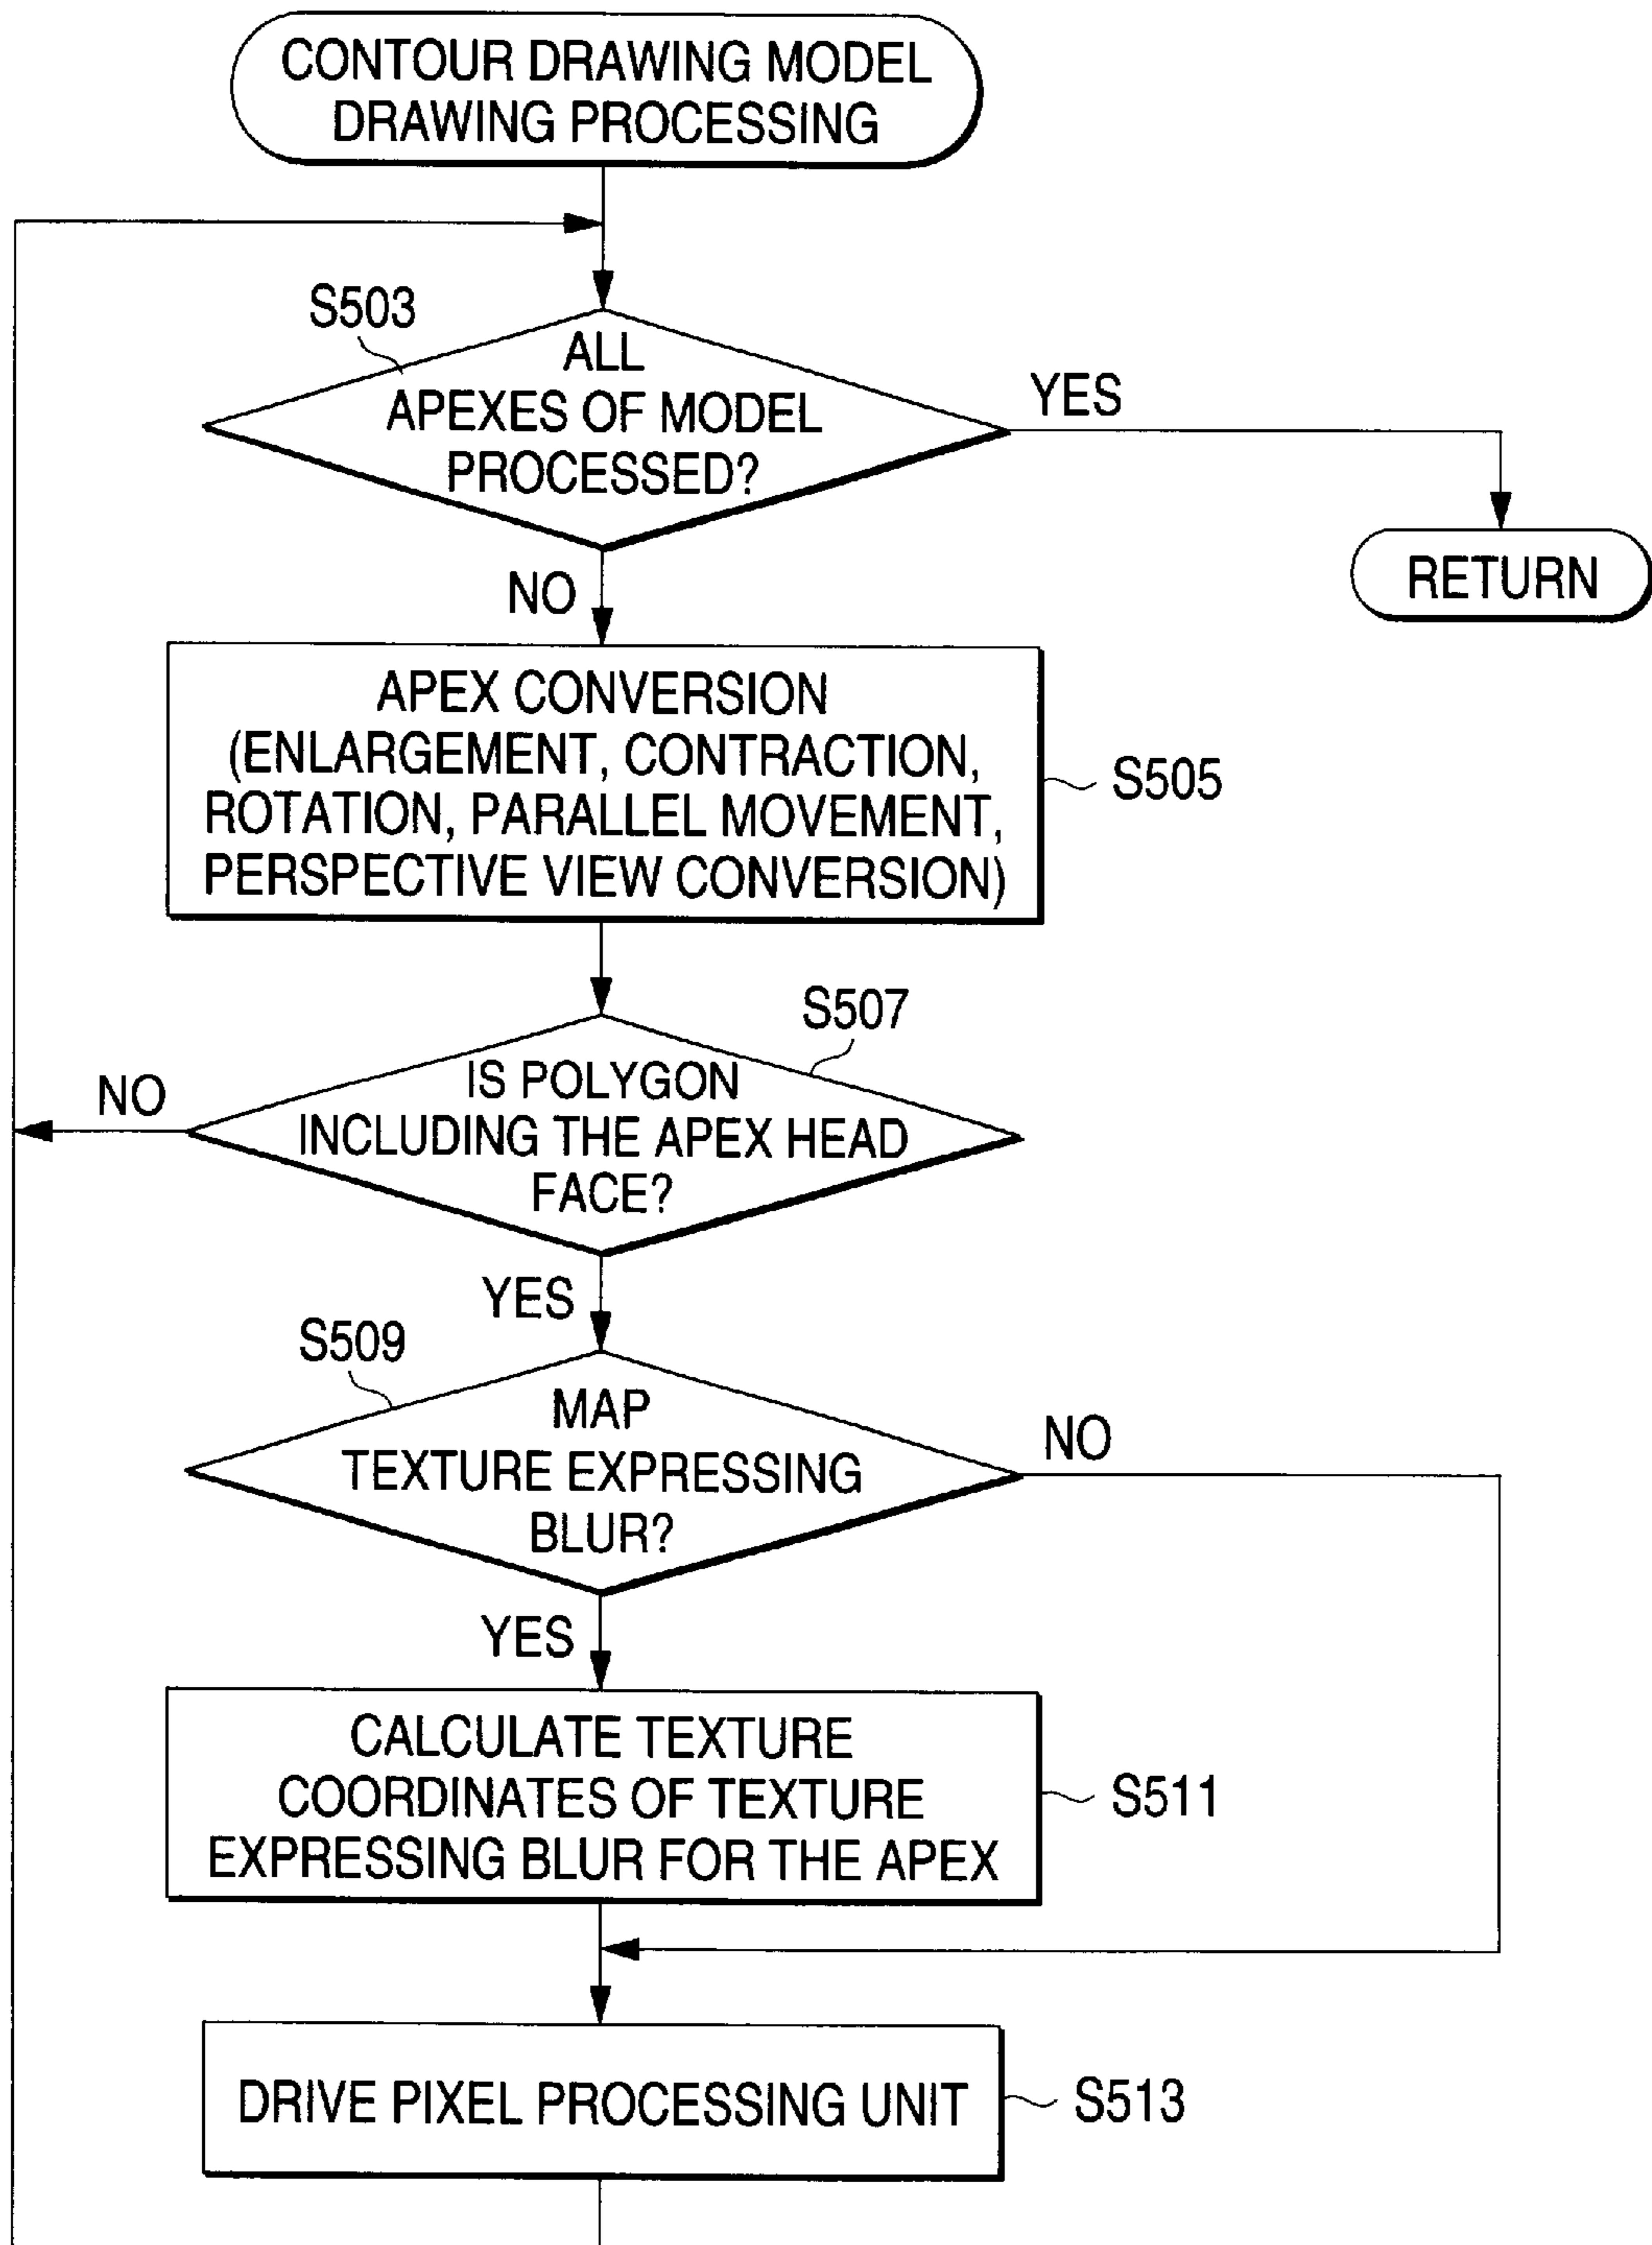 CONTOUR DRAWING MODEL
DRAWING PROCESSING
S503
ALL
APEXES OF MODEL
PROCESSED?
YES
RETURN
NO
APEX CONVERSION
(ENLARGEMENT, CONTRACTION,
ROTATION, PARALLEL MOVEMENT,
PERSPECTIVE VIEW CONVERSION)
S505
S507
IS POLYGON
INCLUDING THE APEX HEAD
FACE?
NO
YES
S509
MAP
TEXTURE EXPRESSING
BLUR?
NO
YES
CALCULATE TEXTURE
COORDINATES OF TEXTURE
EXPRESSING BLUR FOR THE APEX
S511
DRIVE PIXEL PROCESSING UNIT
S513